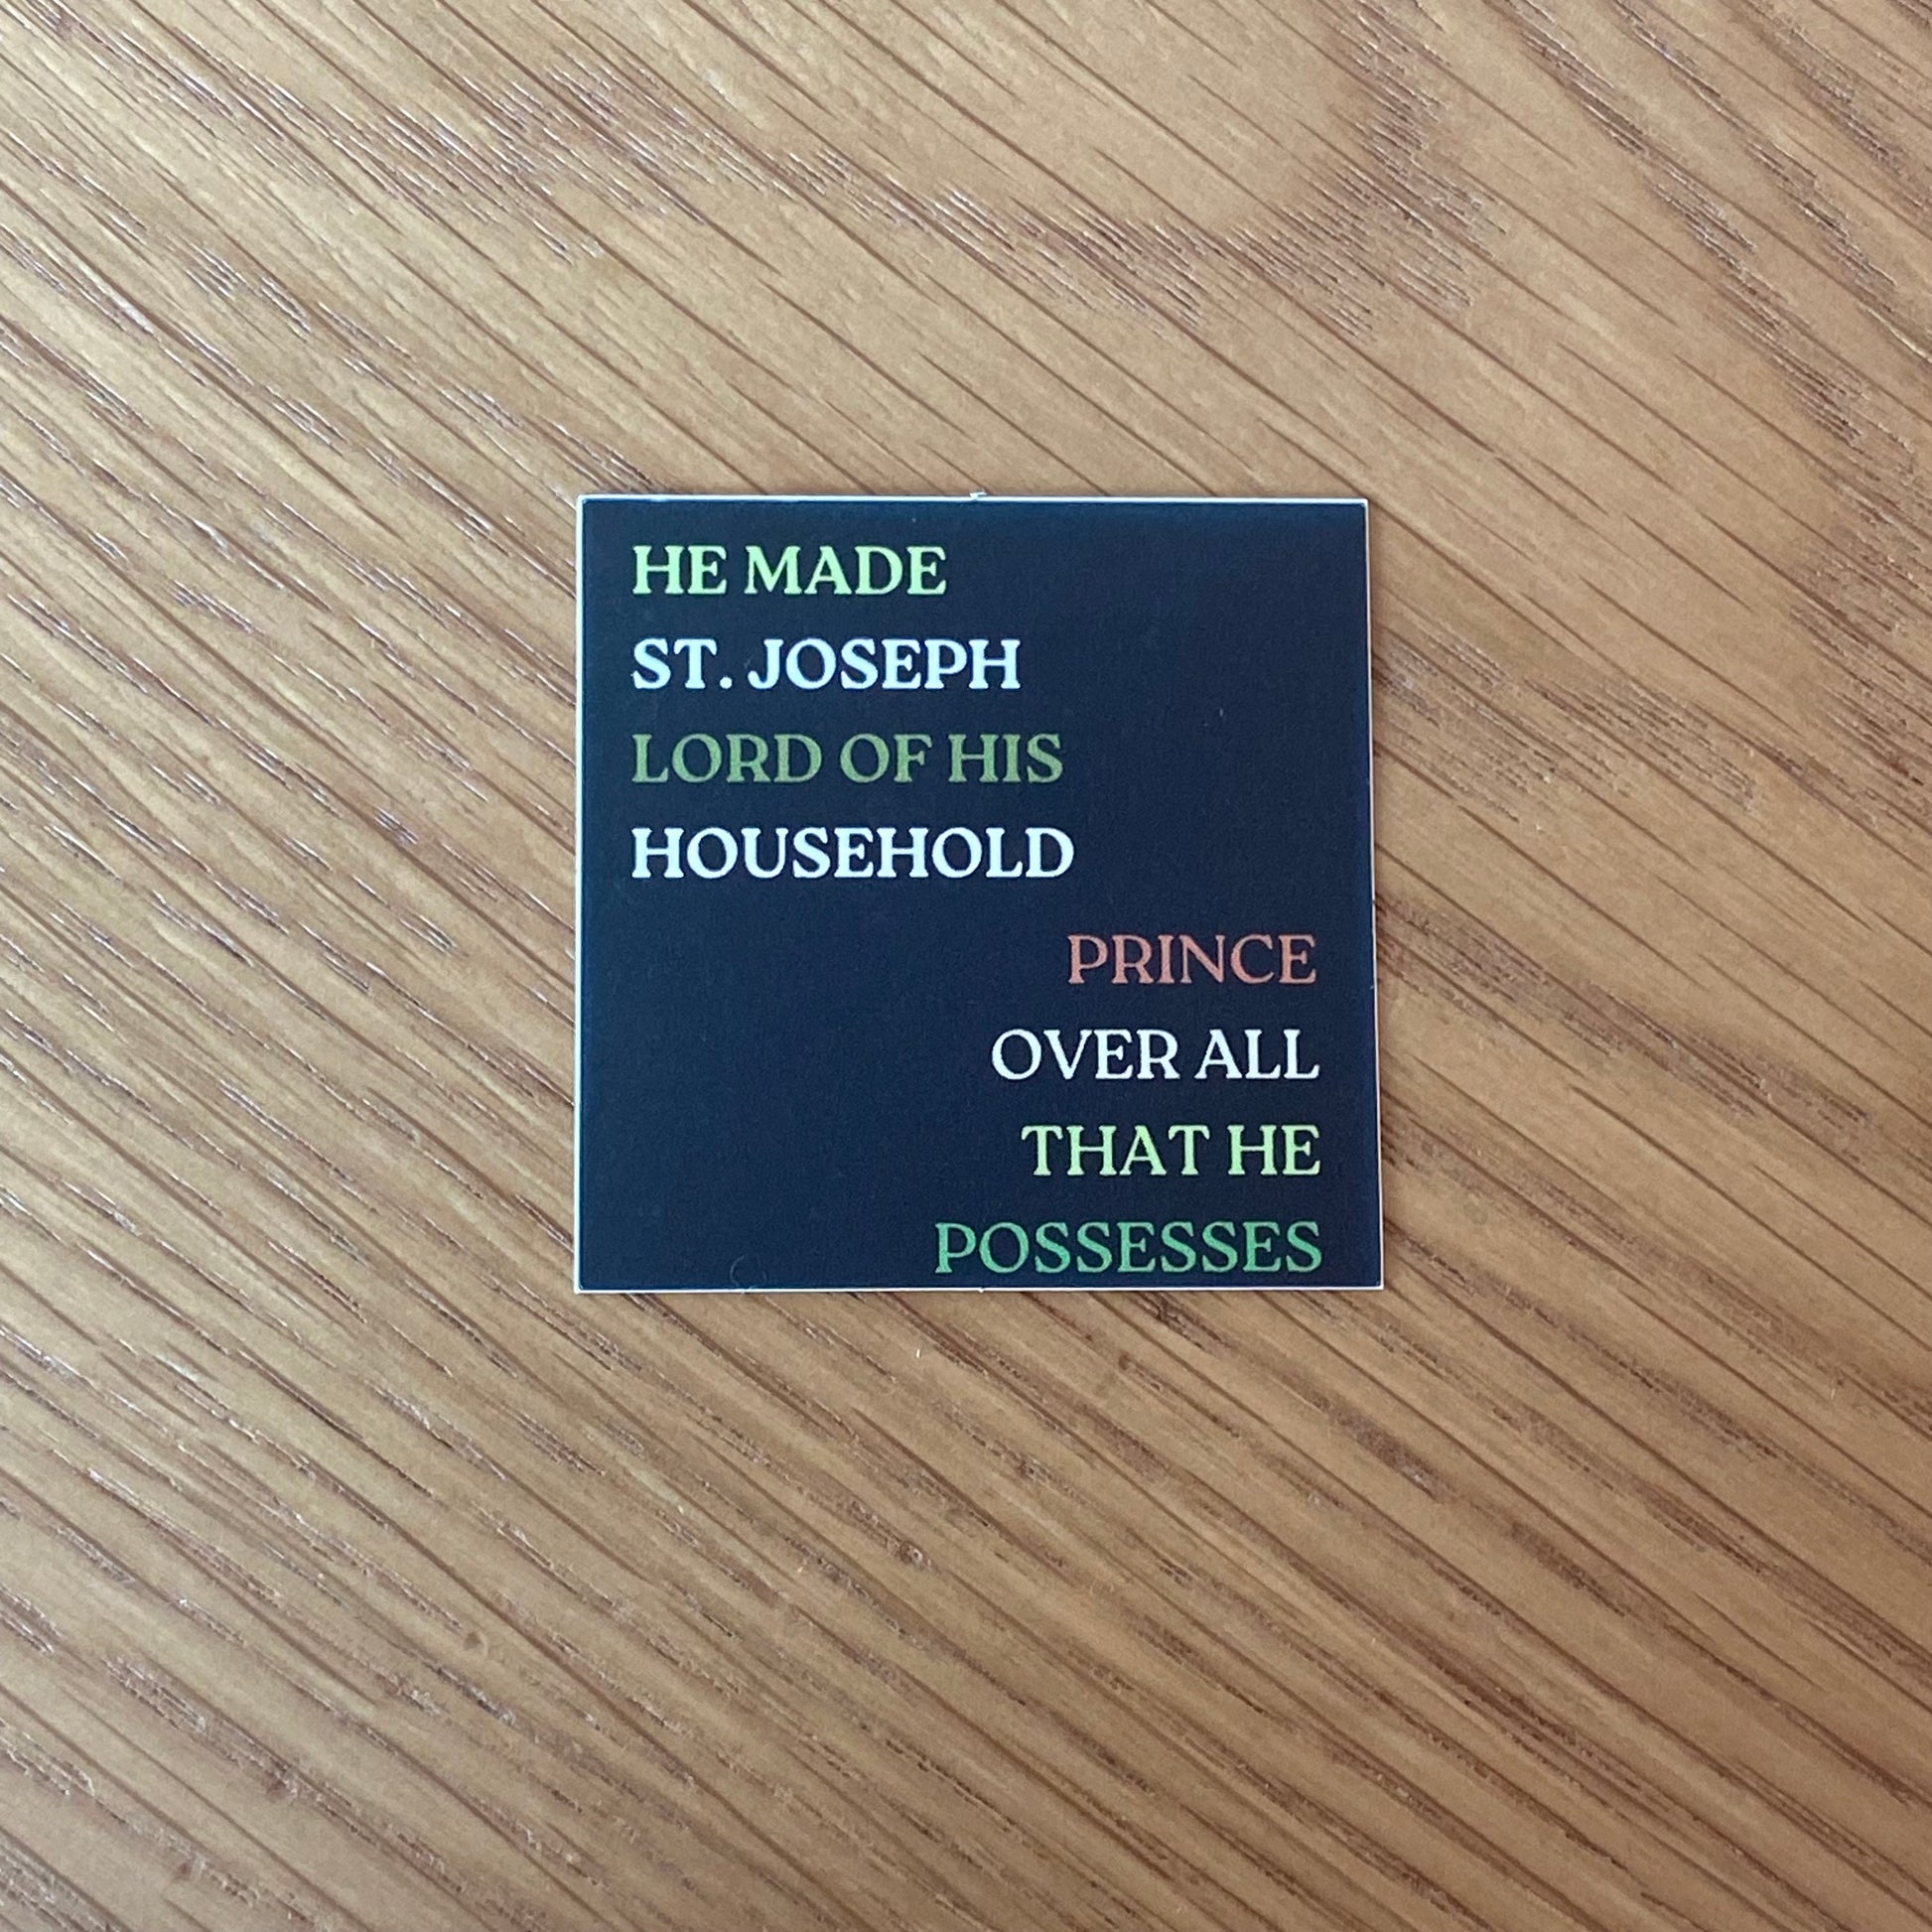 HE MADE
ST. JOSEPH
LORD OF HIS
HOUSEHOLD
PRINCE
OVER ALL
THAT HE
POSSESSES